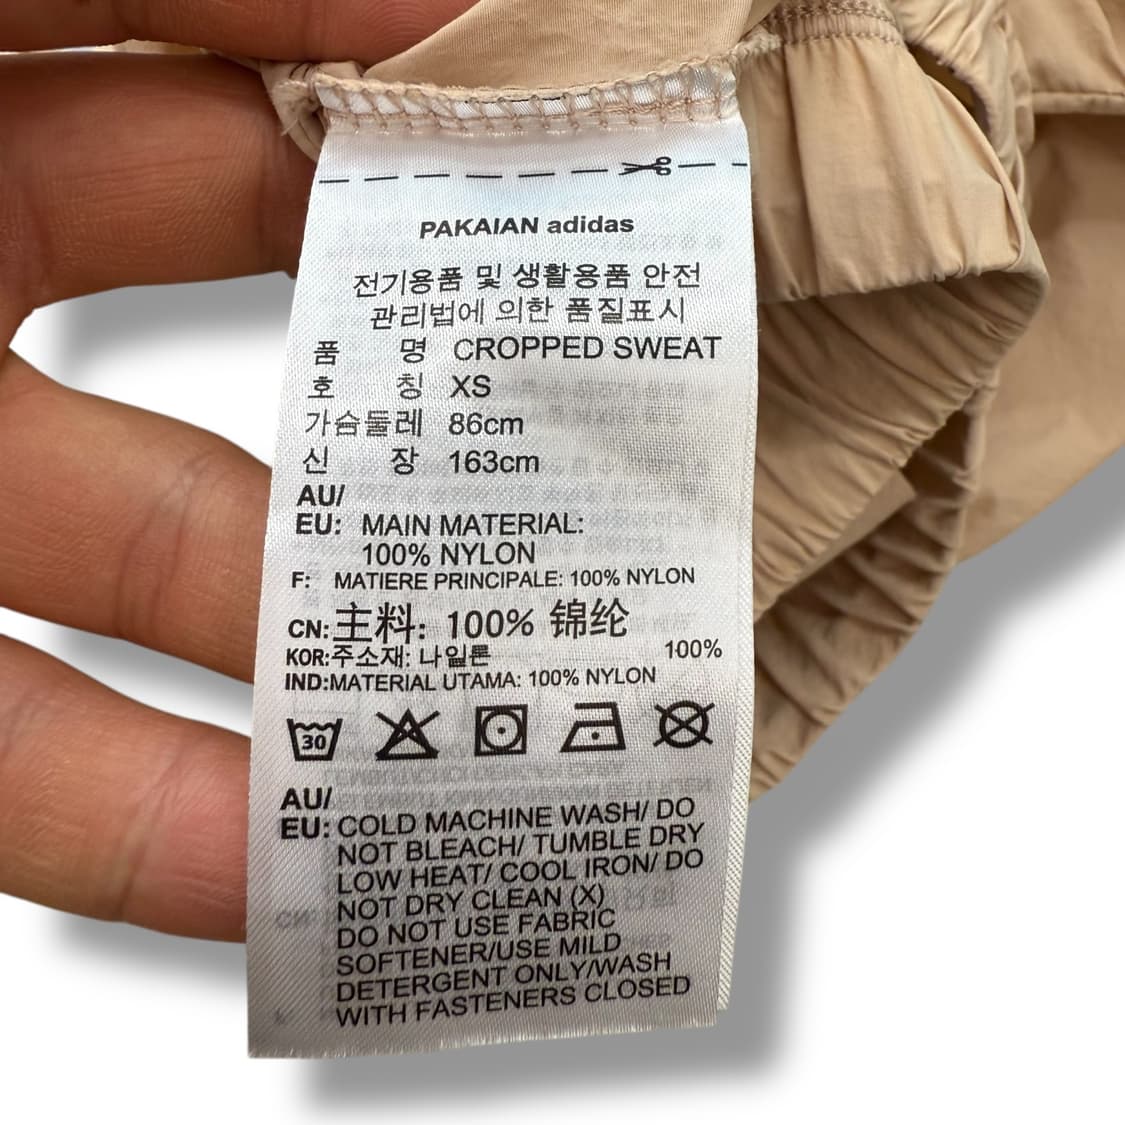 PAKAIAN adidas
전기용품 및 생활용품 안전
관리법에 의한 품질표시
품 명 CROPPED SWEAT
호 칭 XS
가슴둘레 86cm
신 장 163cm
AU/
EU: MAIN MATERIAL:
100% NYLON
F: MATIERE PRINCIPALE: 100% NYLON
CN: 主料: 100% 锦纶
KOR:주소재: 나일론 100%
IND:MATERIAL UTAMA: 100% NYLON
30
AU/
EU: COLD MACHINE WASH/ DO
NOT BLEACH/ TUMBLE DRY
LOW HEAT/ COOL IRON/ DO
NOT DRY CLEAN (X)
DO NOT USE FABRIC
SOFTENER/USE MILD
DETERGENT ONLY/WASH
WITH FASTENERS CLOSED